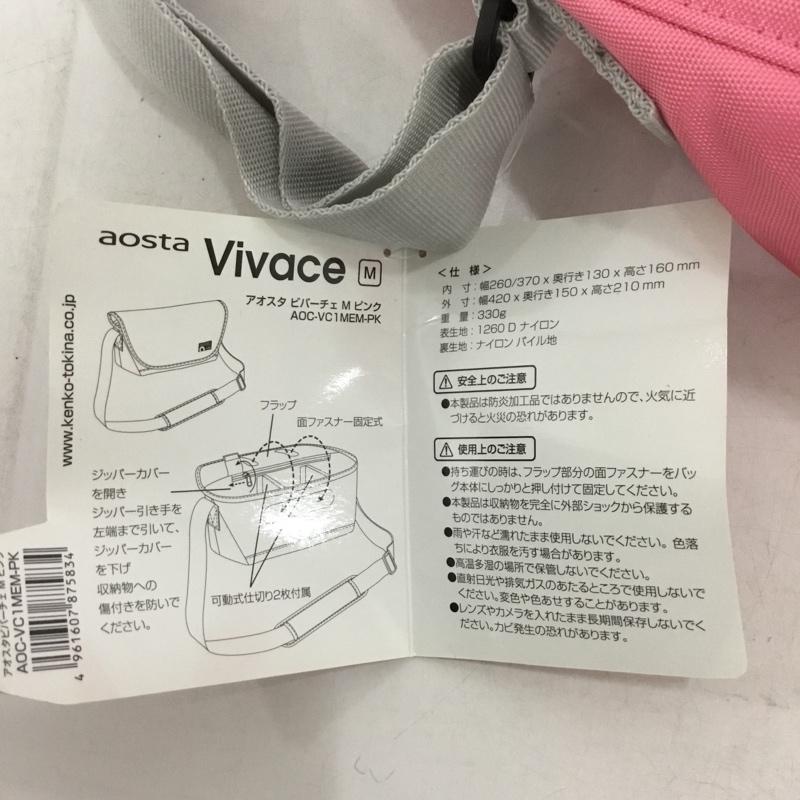 aosta Vivace M
アオスタ ビバーチェ M ピンク
AOC-VC1MEM-PK
www.kenko-tokina.co.jp
フラップ
面ファスナー固定式
ジッパーカバー
を開き
ジッパー引き手を
左端まで引いて、
ジッパーカバー
を下げ
収納物への
傷付きを防いで
ください。
可動式仕切り2枚付属
アオスタビバーチェ M ピンク
AOC-VC1MEM-PK
4 961607 875834
＜仕 様＞
内 寸：幅260/370 x 奥行き130 x 高さ160 mm
外 寸：幅420 x 奥行き150 x 高さ210 mm
重 量：330g
表生地：1260 D ナイロン
裏生地：ナイロン パイル地
⚠ 安全上のご注意
●本製品は防炎加工品ではありませんので、火気に近
づけると火災の恐れがあります。
⚠ 使用上のご注意
●持ち運びの時は、フラップ部分の面ファスナーをバッ
グ本体にしっかりと押し付けて固定してください。
●本製品は収納物を完全に外部ショックから保護する
ものではありません。
●雨や汗など濡れたまま使用しないでください。色落
ちにより衣服を汚す場合があります。
●高温多湿の場所で保管しないでください。
●直射日光や排気ガスのあたるところで使用しないで
ください。変色や色あせすることがあります。
●レンズやカメラを入れたまま長期間保存しないでく
ださい。カビ発生の恐れがあります。